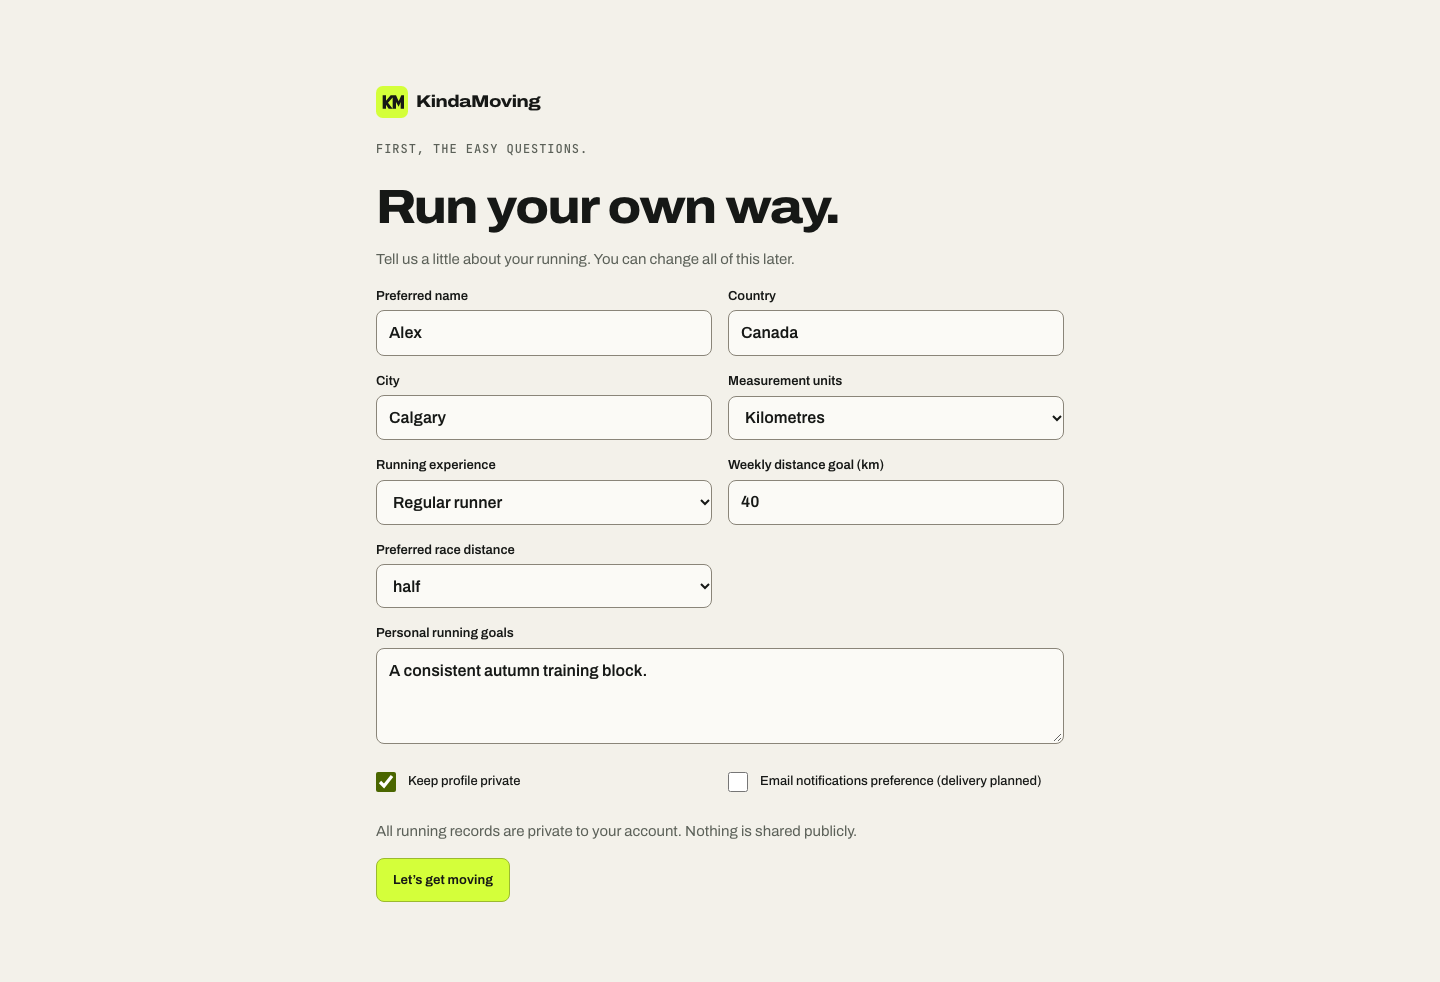 KM KindaMoving
FIRST, THE EASY QUESTIONS.
Run your own way.
Tell us a little about your running. You can change all of this later.
Preferred name
Alex
Country
Canada
City
Calgary
Measurement units
Kilometres
Running experience
Regular runner
Weekly distance goal (km)
40
Preferred race distance
half
Personal running goals
A consistent autumn training block.
Keep profile private
Email notifications preference (delivery planned)
All running records are private to your account. Nothing is shared publicly.
Let’s get moving